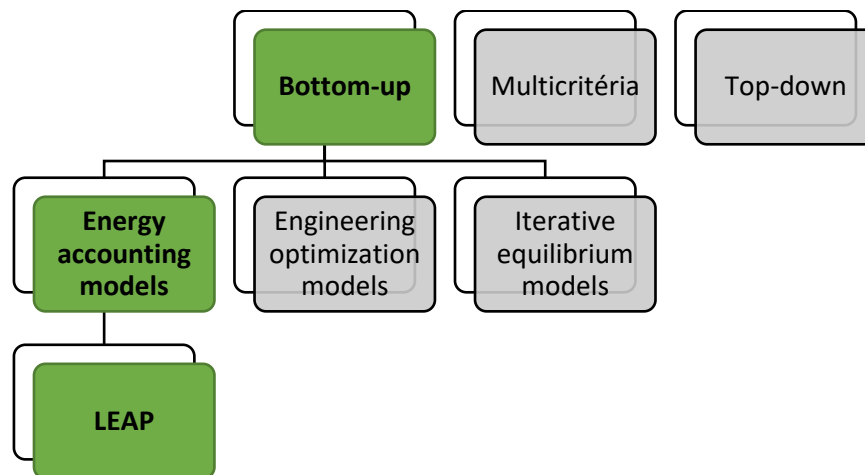 Bottom-up
Multicritéria
Top-down
Energy
accounting
models
Engineering
optimization
models
Iterative
equilibrium
models
LEAP